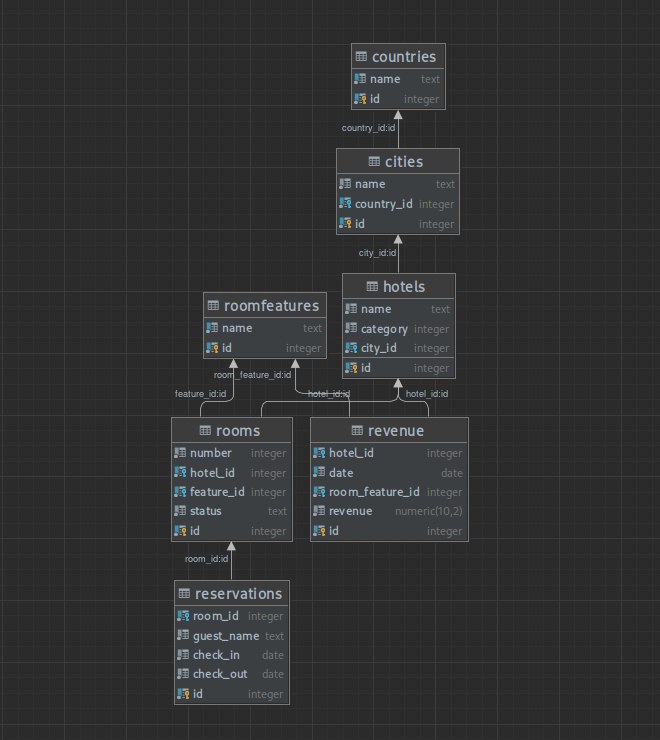 countries
name text
id integer
country_id:id
cities
name text
country_id integer
id integer
city_id:id
hotels
name text
category integer
city_id integer
id integer
roomfeatures
name text
id integer
room_feature_id:id
feature_id:id
hotel_id:id
hotel_id:id
rooms
number integer
hotel_id integer
feature_id integer
status text
id integer
revenue
hotel_id integer
date date
room_feature_id integer
revenue numeric(10,2)
id integer
room_id:id
reservations
room_id integer
guest_name text
check_in date
check_out date
id integer